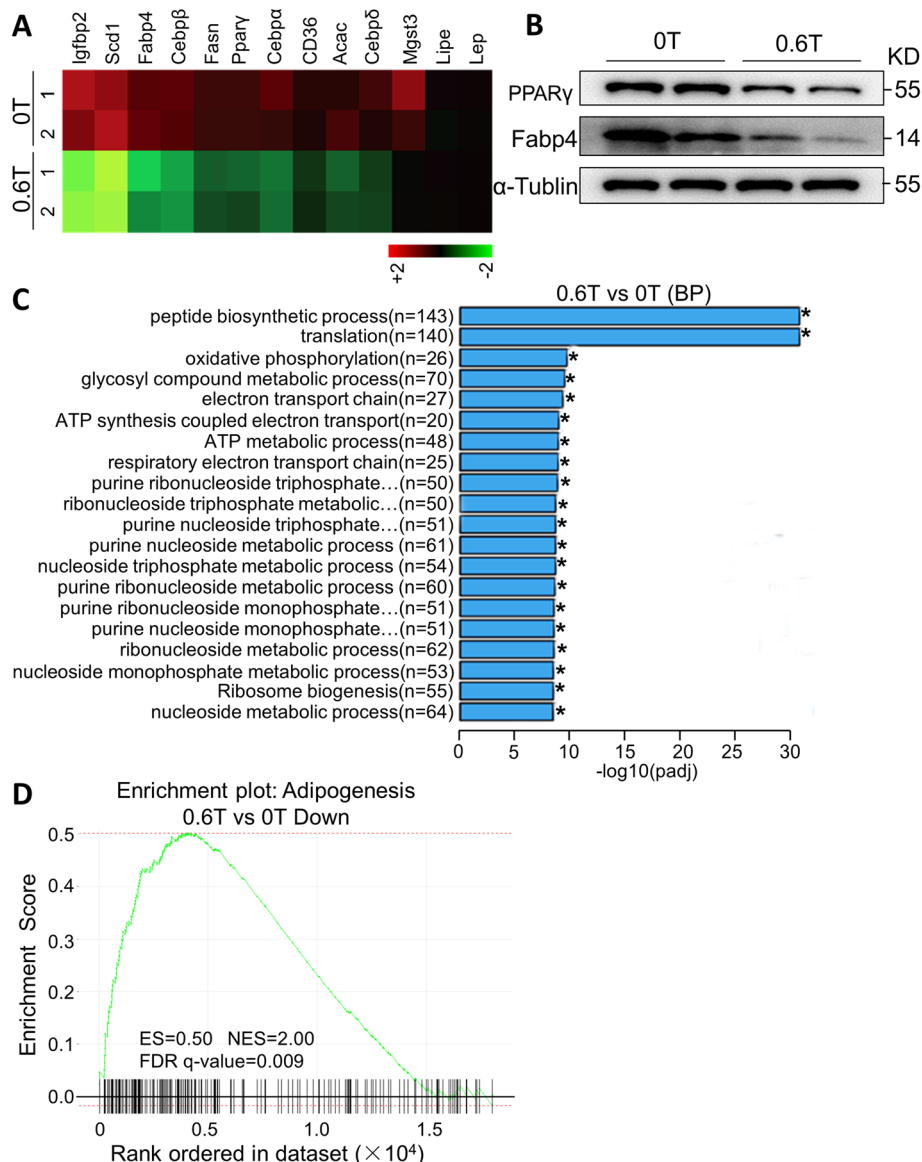 A
Igfbp2 Scd1 Fabp4 Cebpβ Fasn Pparγ Cebpα CD36 Acac Cebpδ Mgst3 Lipe Lep
0T 1
2
0.6T 1
2
+2 -2
B
0T 0.6T
KD
PPARγ -55
Fabp4 -14
α-Tublin -55
C
0.6T vs 0T (BP)
peptide biosynthetic process(n=143) *
translation(n=140) *
oxidative phosphorylation(n=26) *
glycosyl compound metabolic process(n=70) *
electron transport chain(n=27) *
ATP synthesis coupled electron transport(n=20) *
ATP metabolic process(n=48) *
respiratory electron transport chain(n=25) *
purine ribonucleoside triphosphate…(n=50) *
ribonucleoside triphosphate metabolic…(n=50) *
purine nucleoside triphosphate…(n=51) *
purine nucleoside metabolic process (n=61) *
nucleoside triphosphate metabolic process (n=54) *
purine ribonucleoside metabolic process (n=60) *
purine ribonucleoside monophosphate…(n=51) *
purine nucleoside monophosphate…(n=51) *
ribonucleoside metabolic process(n=62) *
nucleoside monophosphate metabolic process(n=53) *
Ribosome biogenesis(n=55) *
nucleoside metabolic process(n=64) *
0 5 10 15 20 25 30
-log10(padj)
D
Enrichment plot: Adipogenesis
0.6T vs 0T Down
Enrichment Score
0.5
0.4
0.3
0.2
0.1
0.0
ES=0.50 NES=2.00
FDR q-value=0.009
0 0.5 1.0 1.5
Rank ordered in dataset (×10⁴)